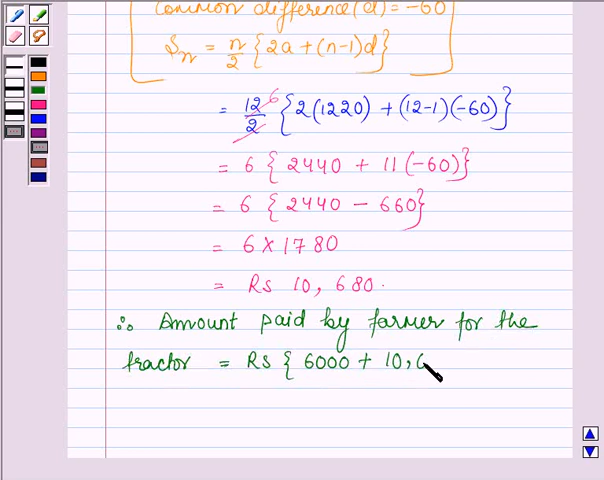 Common difference(d) = -60
Sn = n/2 {2a + (n-1)d}
= 12/2 6 {2(1220) + (12-1)(-60)}
= 6 { 2440 + 11(-60)}
= 6 { 2440 - 660}
= 6 × 1780
= Rs 10,680.
∴ Amount paid by farmer for the
tractor = Rs { 6000 + 10,6